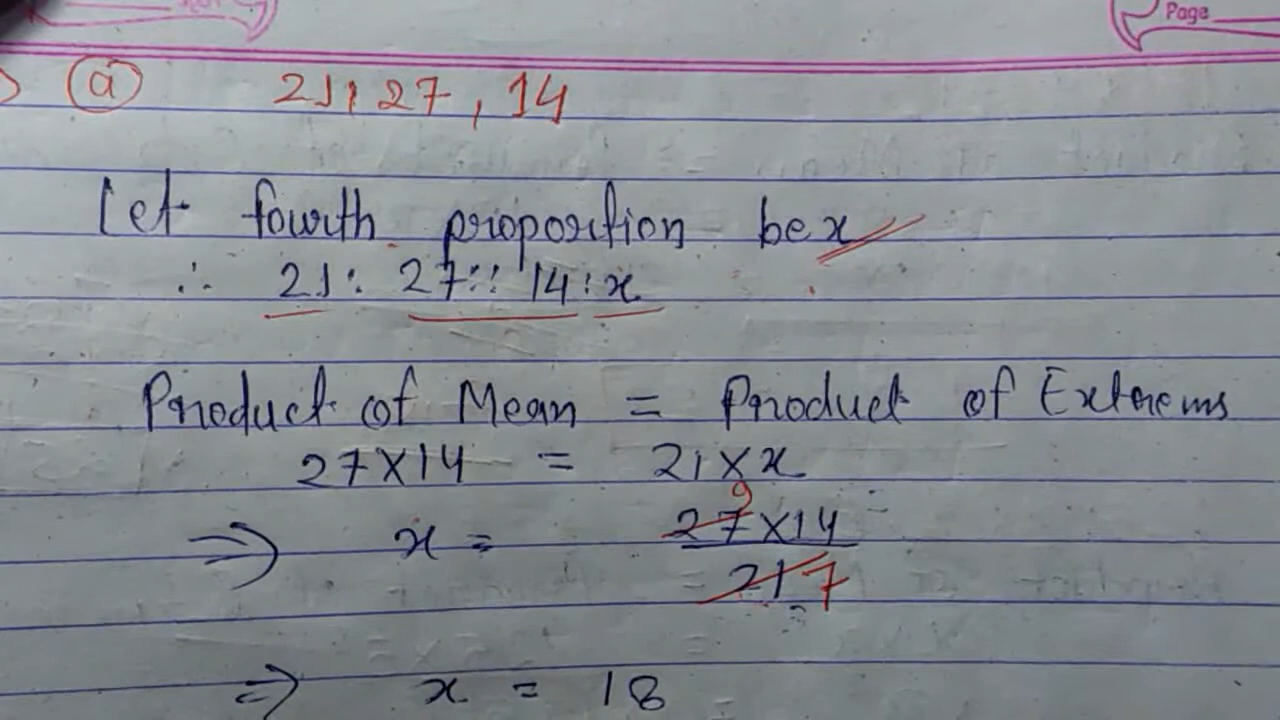 Page
(a) 21, 27, 14
Let fourth proportion be x
∴ 21 : 27 :: 14 : x
Product of Mean = Product of Extrems
27×14 = 21×x
9
⇒ x = 27×14
21 7
⇒ x = 18